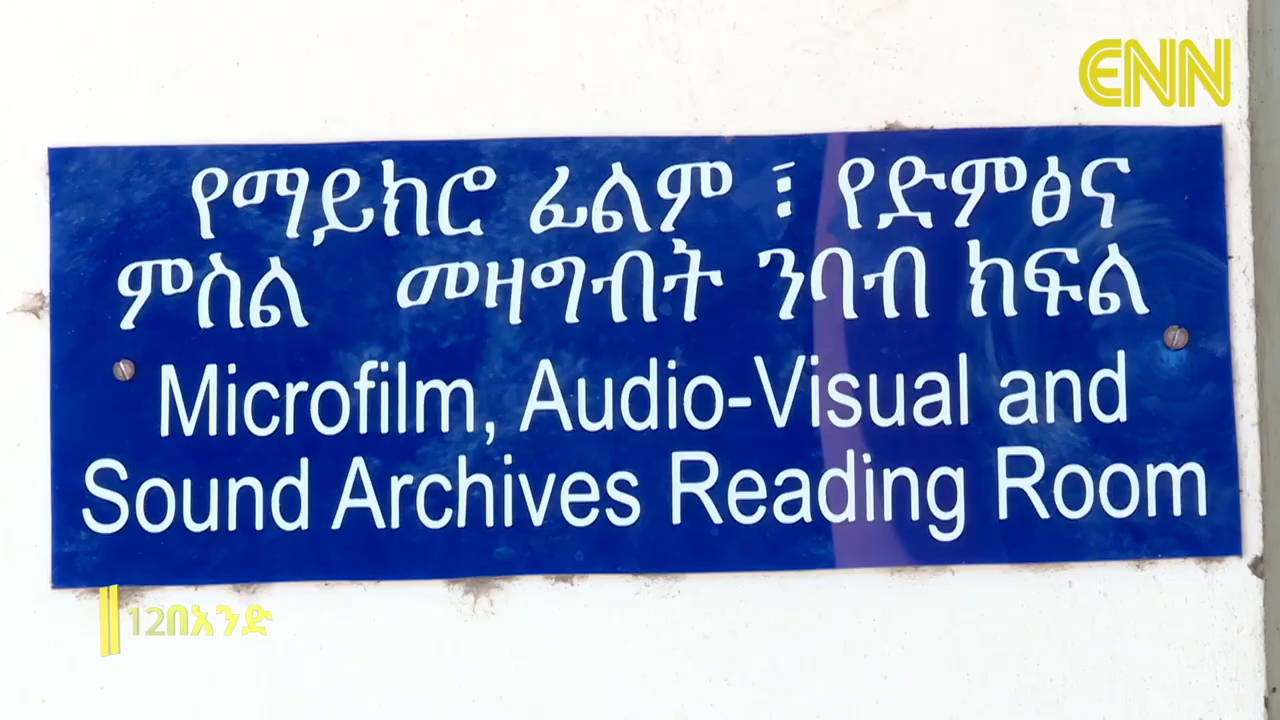 ENN
የማይክሮ ፊልም ፣ የድምፅና
ምስል መዛግብት ንባብ ክፍል
Microfilm, Audio-Visual and
Sound Archives Reading Room
12በአንድ